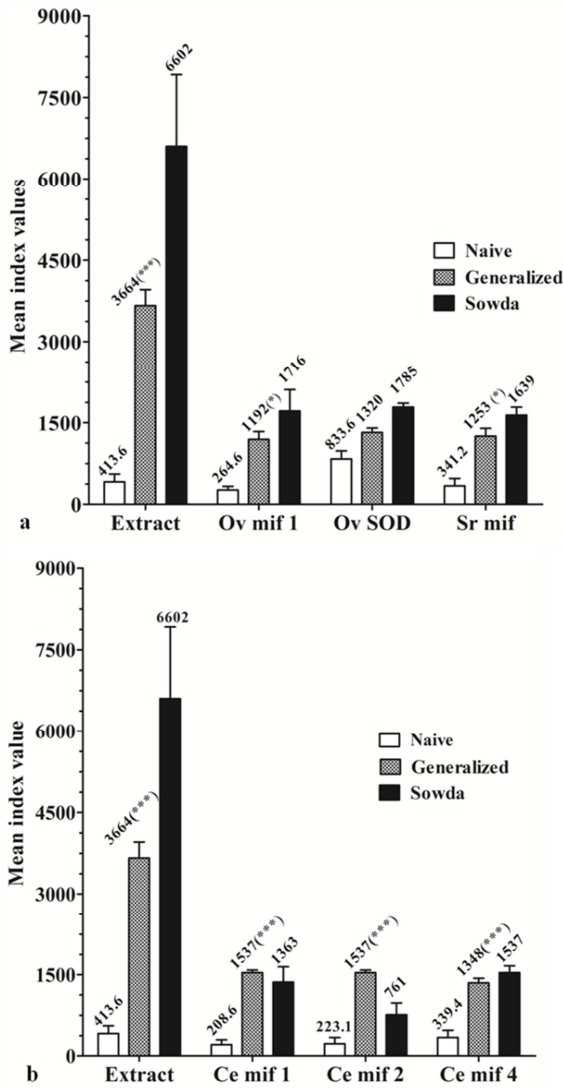 9000
7500
6000
4500
3000
1500
0
Mean index values
413.6
3664(***)
6602
264.6
1192(*)
1716
833.6
1320
1785
341.2
1253 (*)
1639
Naive
Generalized
Sowda
Extract
Ov mif 1
Ov SOD
Sr mif
a
9000
7500
6000
4500
3000
1500
0
Mean index value
413.6
3664(***)
6602
208.6
1537(***)
1363
223.1
1537(***)
761
339.4
1348(***)
1537
Naive
Generalized
Sowda
Extract
Ce mif 1
Ce mif 2
Ce mif 4
b